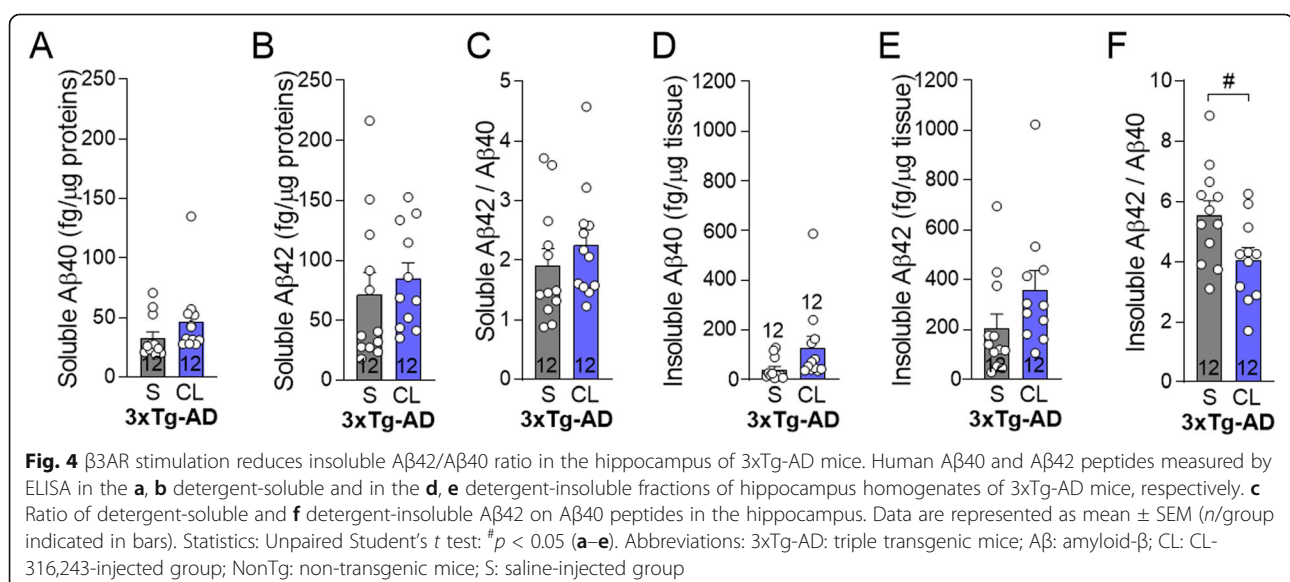 A B C D E F
Soluble Aβ40 (fg/μg proteins)
250
200
150
100
50
0
12 12
S CL
3xTg-AD
Soluble Aβ42 (fg/μg proteins)
250
200
150
100
50
0
12 12
S CL
3xTg-AD
Soluble Aβ42 / Aβ40
5
4
3
2
1
0
12 12
S CL
3xTg-AD
Insoluble Aβ40 (fg/μg tissue)
1200
1000
800
600
400
200
0
12 12
S CL
3xTg-AD
Insoluble Aβ42 (fg/μg tissue)
1200
1000
800
600
400
200
0
12 12
S CL
3xTg-AD
Insoluble Aβ42 / Aβ40
10
8
6
4
2
0
#
12 12
S CL
3xTg-AD
Fig. 4 β3AR stimulation reduces insoluble Aβ42/Aβ40 ratio in the hippocampus of 3xTg-AD mice. Human Aβ40 and Aβ42 peptides measured by
ELISA in the a, b detergent-soluble and in the d, e detergent-insoluble fractions of hippocampus homogenates of 3xTg-AD mice, respectively. c
Ratio of detergent-soluble and f detergent-insoluble Aβ42 on Aβ40 peptides in the hippocampus. Data are represented as mean ± SEM (n/group
indicated in bars). Statistics: Unpaired Student's t test: #p < 0.05 (a–e). Abbreviations: 3xTg-AD: triple transgenic mice; Aβ: amyloid-β; CL: CL-
316,243-injected group; NonTg: non-transgenic mice; S: saline-injected group